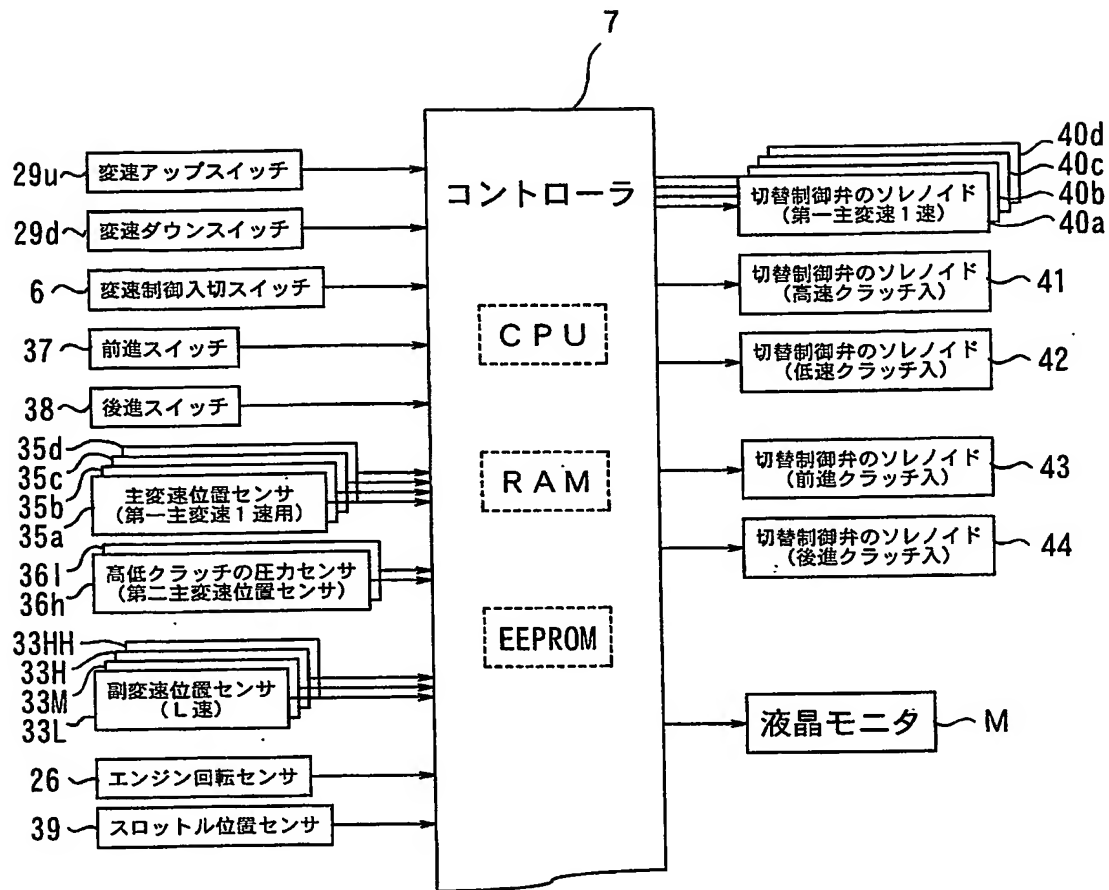 7
29u
変速アップスイッチ
29d
変速ダウンスイッチ
6
変速制御入切スイッチ
37
前進スイッチ
38
後進スイッチ
35d
35c
35b
35a
主変速位置センサ
(第一主変速1速用)
36l
36h
高低クラッチの圧力センサ
(第二主変速位置センサ)
33HH
33H
33M
33L
副変速位置センサ
(L速)
26
エンジン回転センサ
39
スロットル位置センサ
コントローラ
CPU
RAM
EEPROM
40d
40c
40b
40a
切替制御弁のソレノイド
(第一主変速1速)
切替制御弁のソレノイド
(高速クラッチ入)
41
切替制御弁のソレノイド
(低速クラッチ入)
42
切替制御弁のソレノイド
(前進クラッチ入)
43
切替制御弁のソレノイド
(後進クラッチ入)
44
液晶モニタ
M